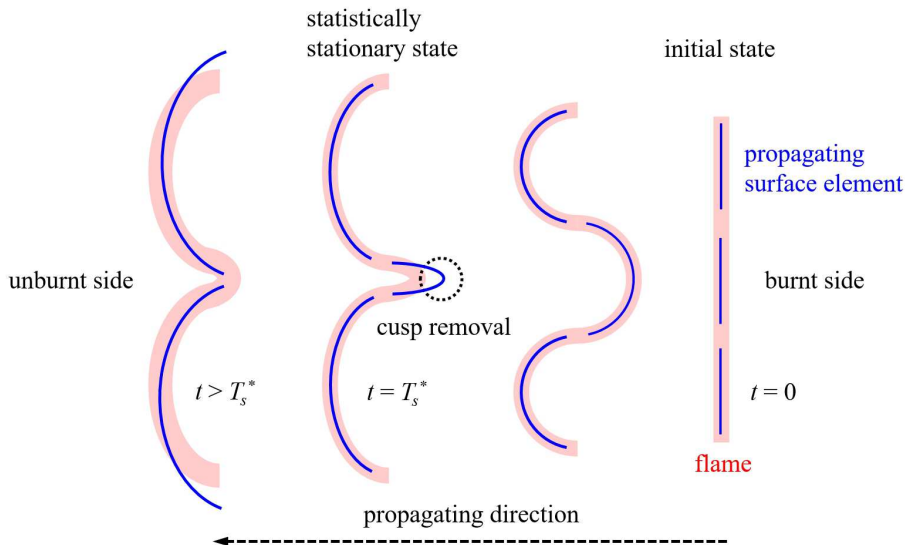 statistically
stationary state
initial state
propagating
surface element
unburnt side
burnt side
cusp removal
t > T_s^*
t = T_s^*
t = 0
flame
propagating direction